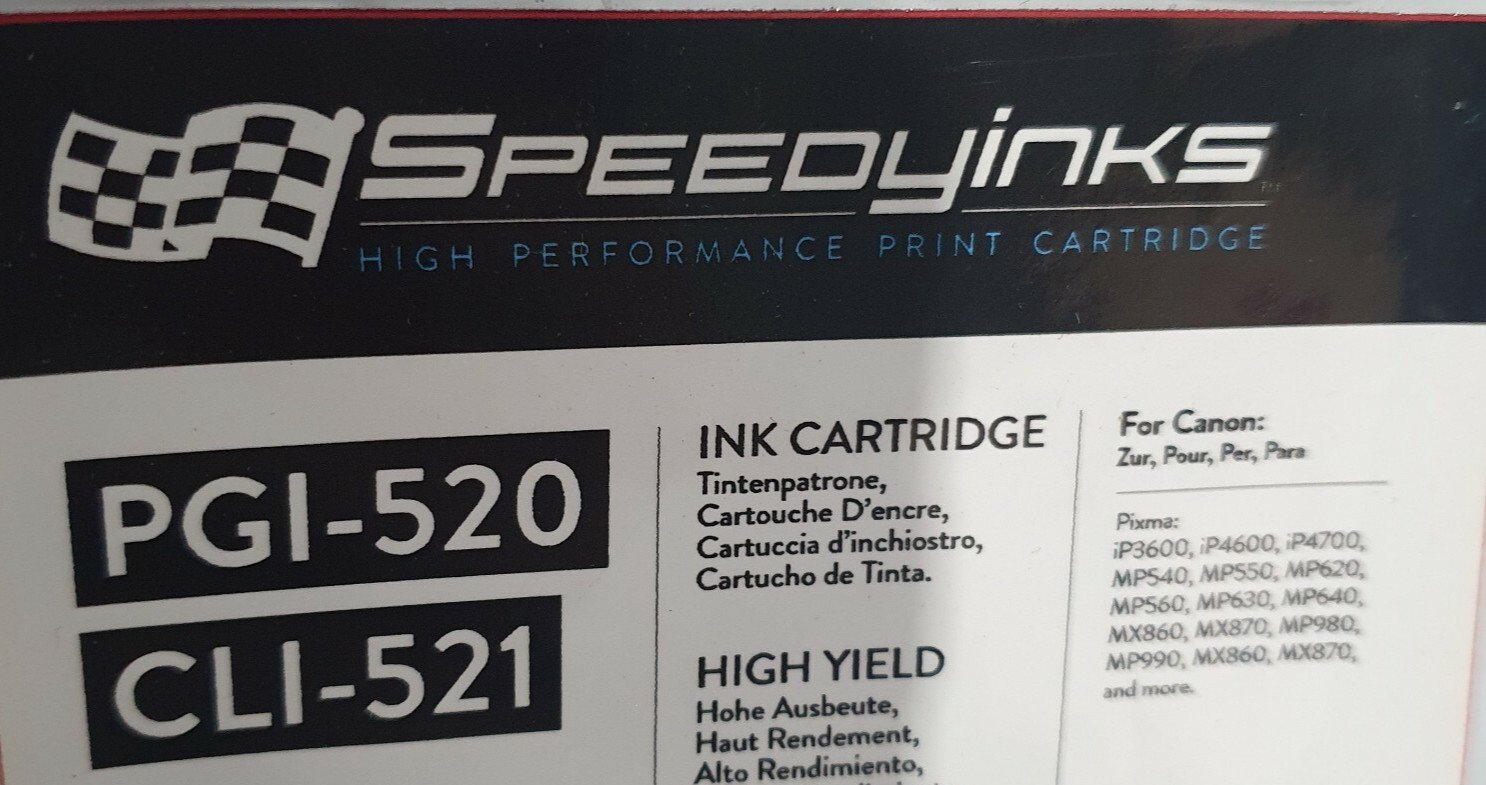 SPEEDYINKS
HIGH PERFORMANCE PRINT CARTRIDGE
PGI-520
CLI-521
INK CARTRIDGE
Tintenpatrone,
Cartouche D'encre,
Cartuccia d'inchiostro,
Cartucho de Tinta.
HIGH YIELD
Hohe Ausbeute,
Haut Rendement,
Alto Rendimiento,
For Canon:
Zur, Pour, Per, Para
Pixma:
iP3600, iP4600, iP4700,
MP540, MP550, MP620,
MP560, MP630, MP640,
MX860, MX870, MP980,
MP990, MX860, MX870,
and more.